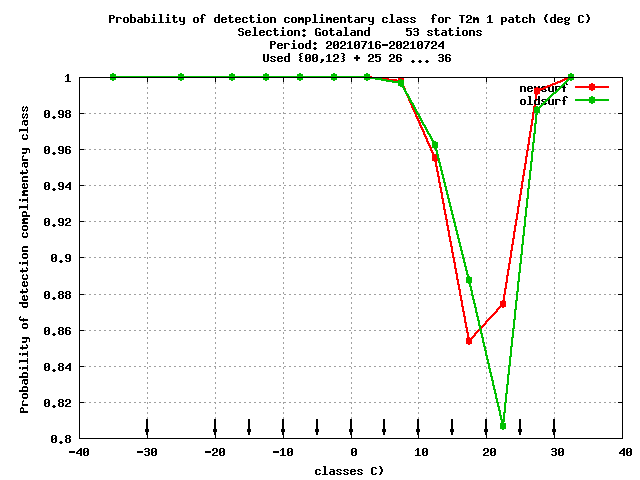 Probability of detection complimentary class  for T2m 1 patch (deg C)
Selection: Gotaland     53 stations
Period: 20210716-20210724
Used {00,12} + 25 26 ... 36
newsurf
oldsurf
Probability of detection complimentary class
1
0.98
0.96
0.94
0.92
0.9
0.88
0.86
0.84
0.82
0.8
-40 -30 -20 -10 0 10 20 30 40
classes C)